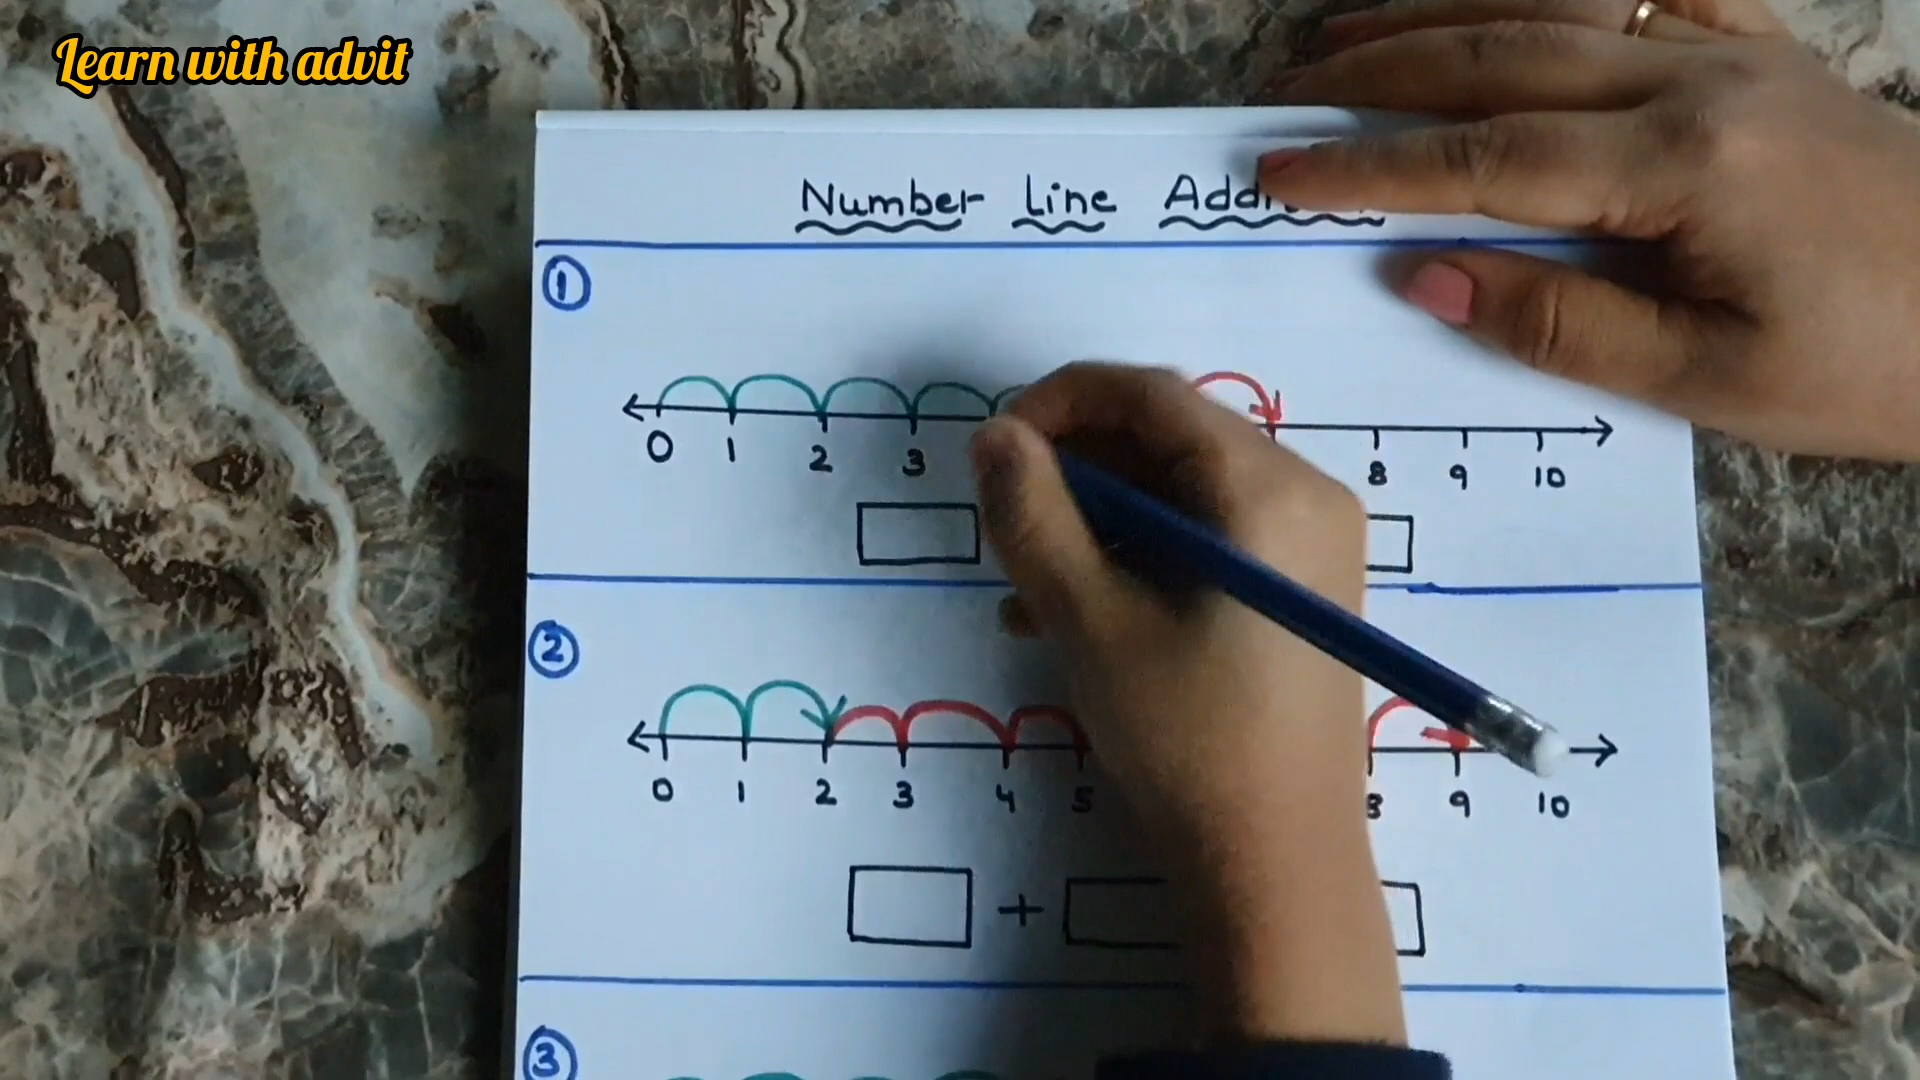 Learn with advit
Number Line
1
0 1 2 3 8 9 10
2
0 1 2 3 4 5 8 9 10
+
3